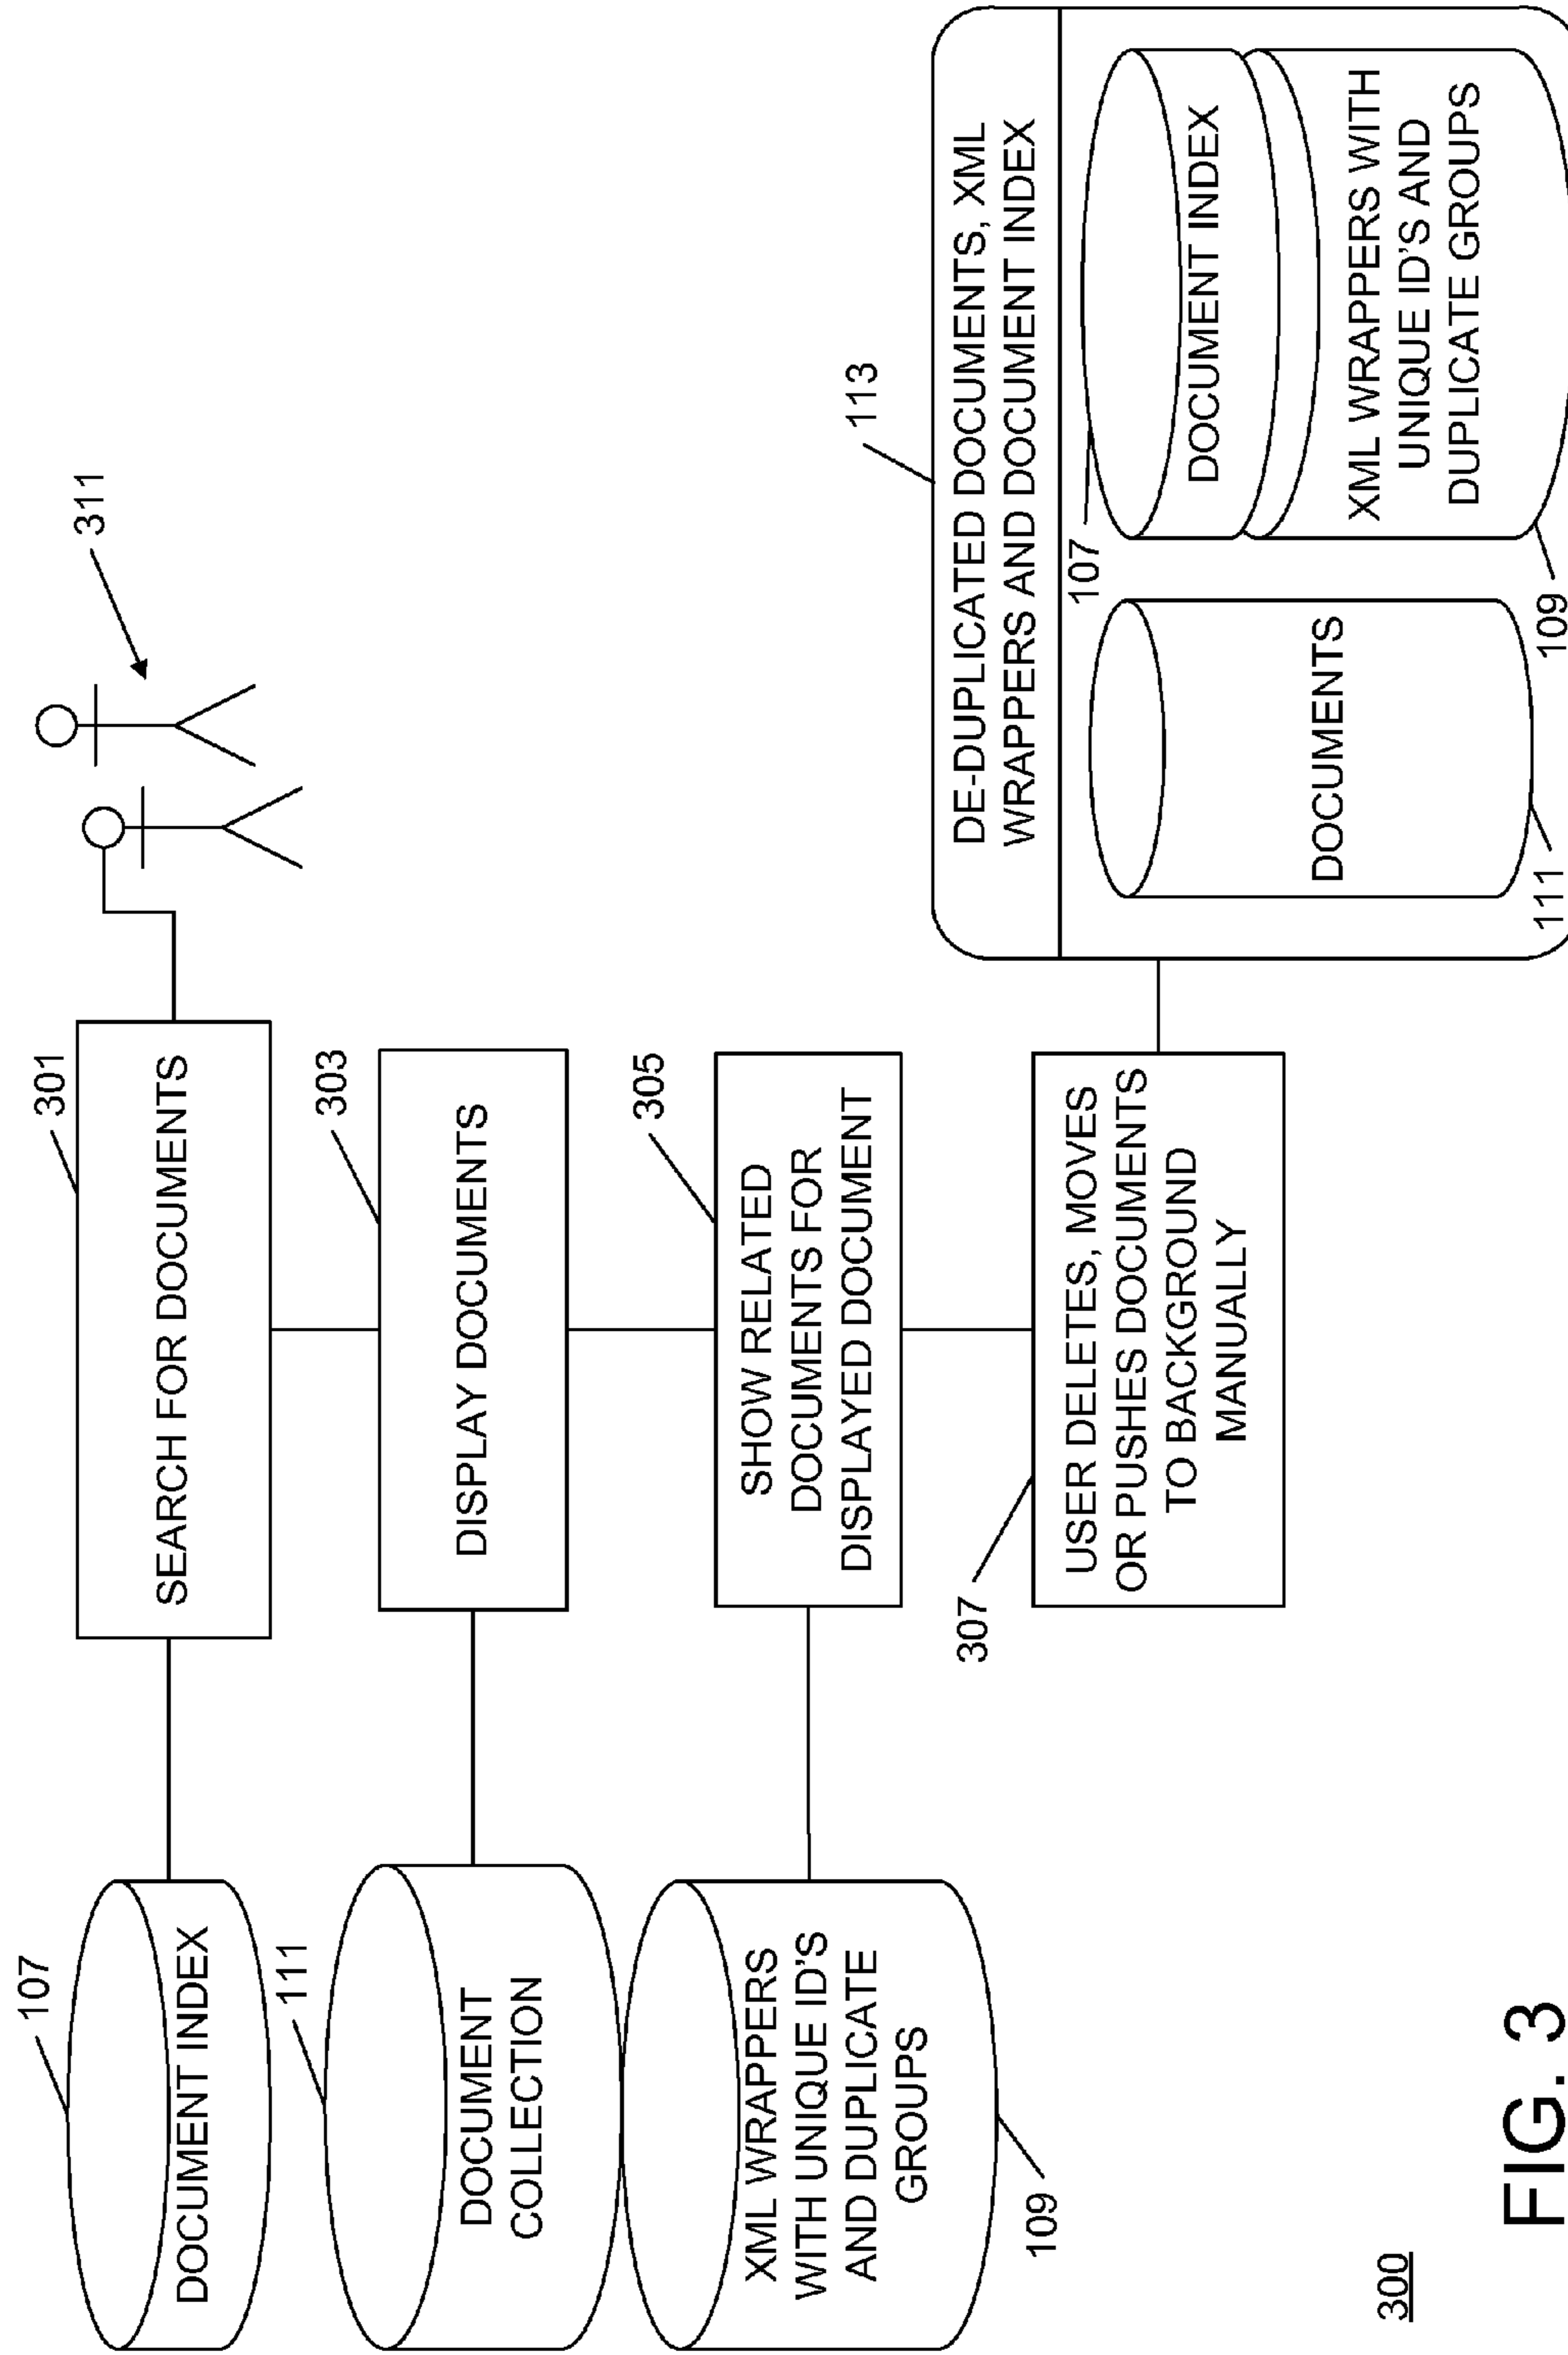 107
DOCUMENT INDEX
301
SEARCH FOR DOCUMENTS
311
111
DOCUMENT
COLLECTION
303
DISPLAY DOCUMENTS
XML WRAPPERS
WITH UNIQUE ID'S
AND DUPLICATE
GROUPS
109
305
SHOW RELATED
DOCUMENTS FOR
DISPLAYED DOCUMENT
307
USER DELETES, MOVES
OR PUSHES DOCUMENTS
TO BACKGROUND
MANUALLY
113
DE-DUPLICATED DOCUMENTS, XML
WRAPPERS AND DOCUMENT INDEX
107
DOCUMENTS
111
DOCUMENT INDEX
XML WRAPPERS WITH
UNIQUE ID'S AND
DUPLICATE GROUPS
109
300
FIG. 3